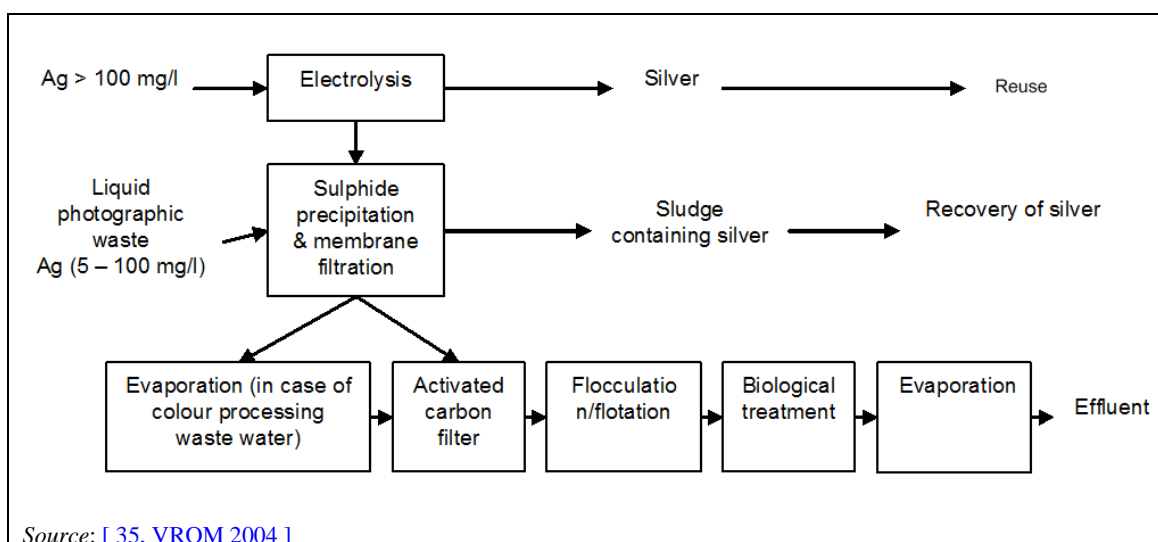 Ag > 100 mg/l
Electrolysis
Silver
Reuse
Liquid
photographic
waste
Ag (5 – 100 mg/l)
Sulphide
precipitation
& membrane
filtration
Sludge
containing silver
Recovery of silver
Evaporation (in case of
colour processing
waste water)
Activated
carbon
filter
Flocculatio
n/flotation
Biological
treatment
Evaporation
Effluent
Source: [ 35, VROM 2004 ]